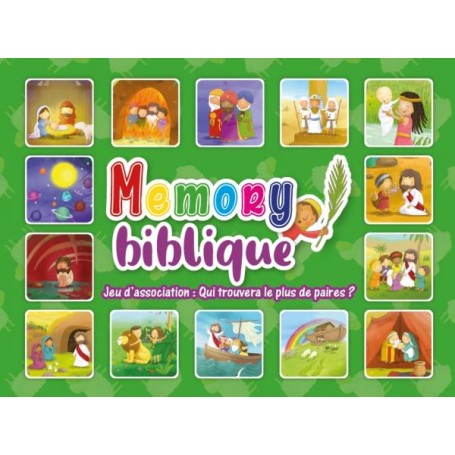 Memory
biblique
Jeu d'association : Qui trouvera le plus de paires ?